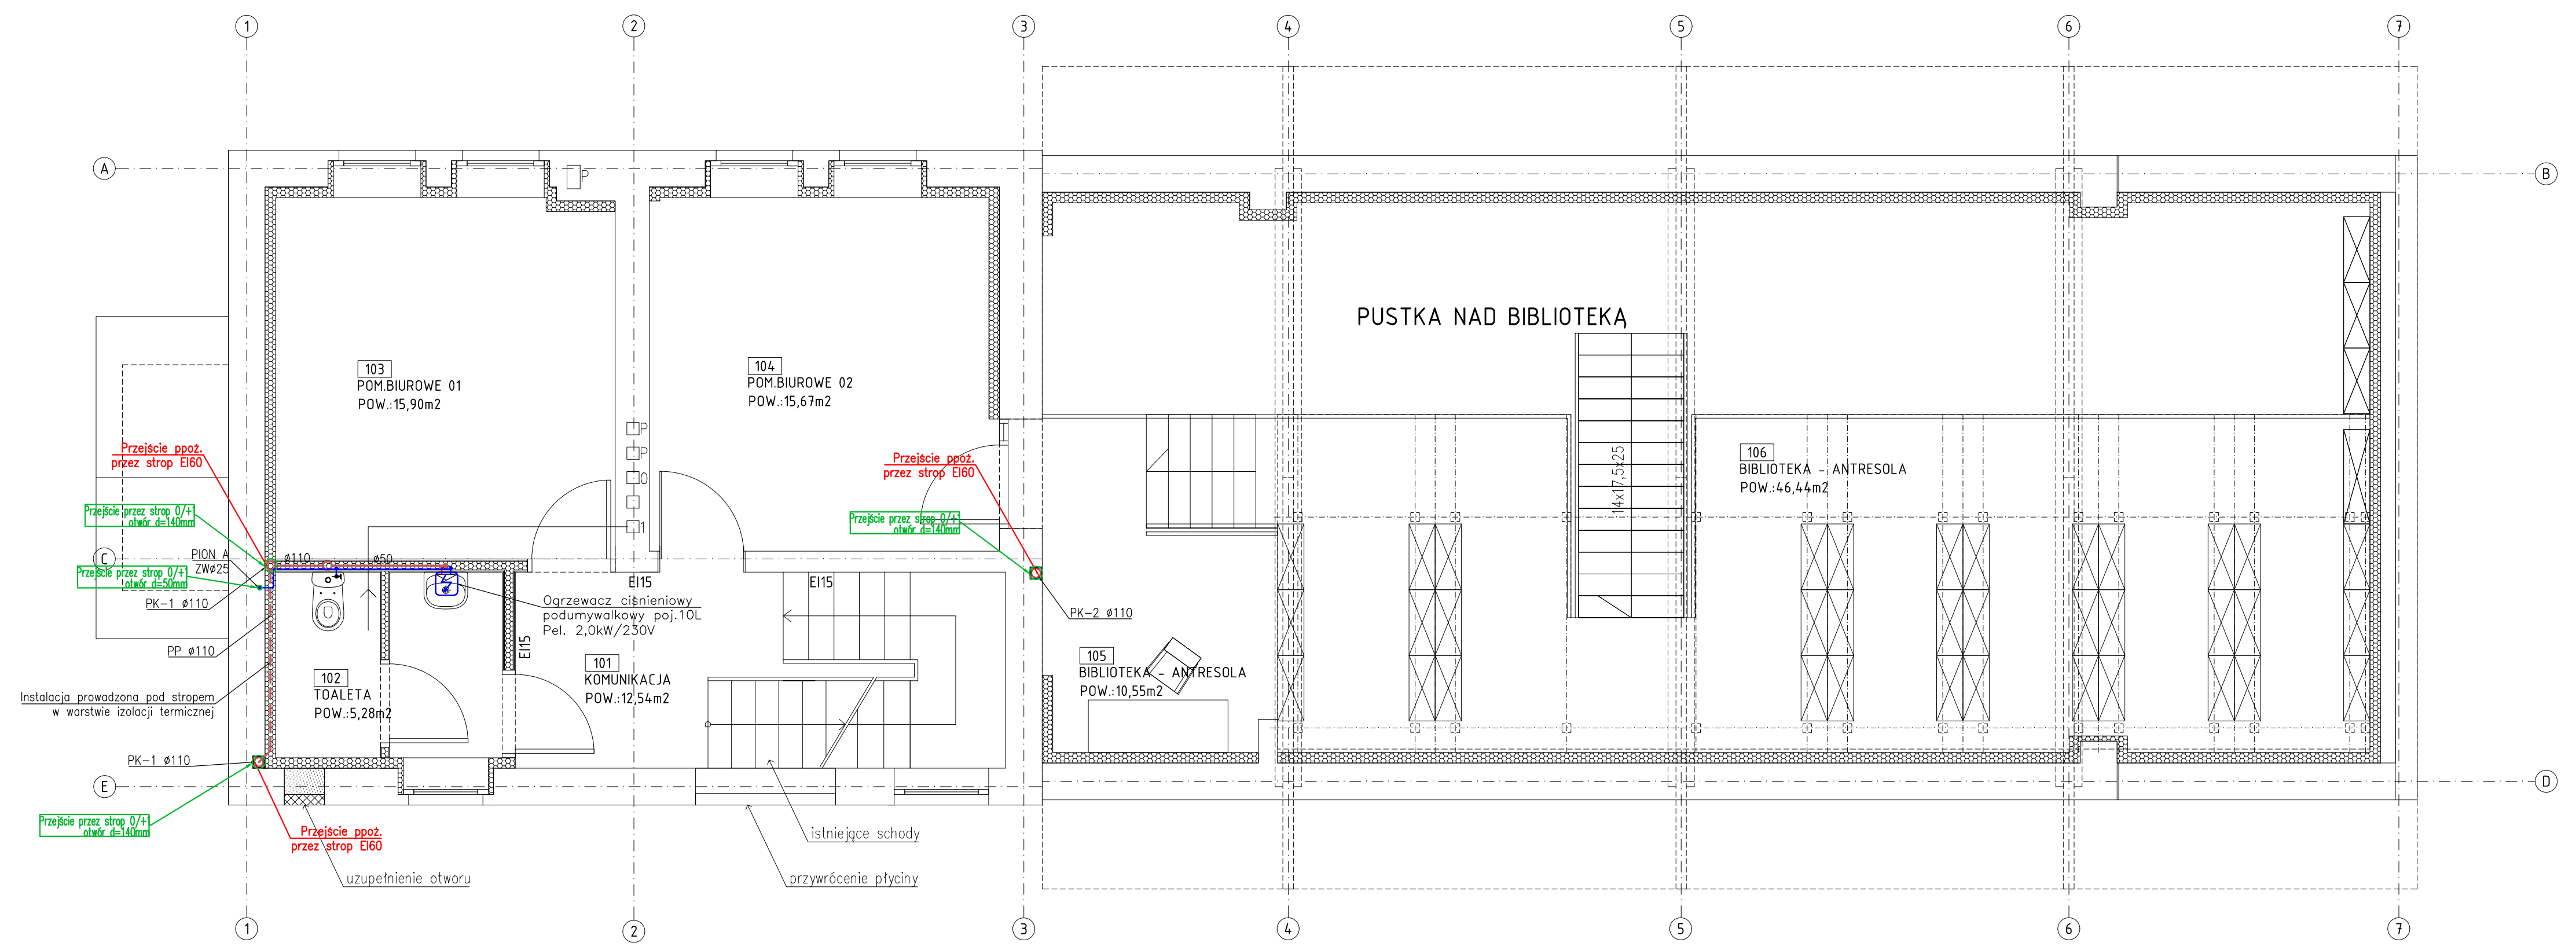 1
2
3
4
5
6
7
A
B
P
PUSTKA NAD BIBLIOTEKĄ
103
POM.BIUROWE 01
POW.:15,90m2
104
POM.BIUROWE 02
POW.:15,67m2
P
P
O
1
14x17,5x25
106
BIBLIOTEKA - ANTRESOLA
POW.:46,44m2
Przejście ppoż.
przez strop EI60
Przejście ppoż.
przez strop EI60
Przejście przez strop 0/+1
otwór d=140mm
Przejście przez strop 0/+1
otwór d=140mm
C
PION A
ZWø25
ø110
ø50
Przejście przez strop 0/+1
otwór d=50mm
PK-1 ø110
EI15
EI15
EI15
Ogrzewacz ciśnieniowy
podumywalkowy poj.10L
Pel. 2,0kW/230V
PK-2 ø110
PP ø110
101
KOMUNIKACJA
POW.:12,54m2
102
TOALETA
POW.:5,28m2
105
BIBLIOTEKA - ANTRESOLA
POW.:10,55m2
Instalacja prowadzona pod stropem
w warstwie izolacji termicznej
PK-1 ø110
E
D
Przejście przez strop 0/+1
otwór d=140mm
Przejście ppoż.
przez strop EI60
istniejące schody
uzupełnienie otworu
przywrócenie płyciny
1
2
3
4
5
6
7